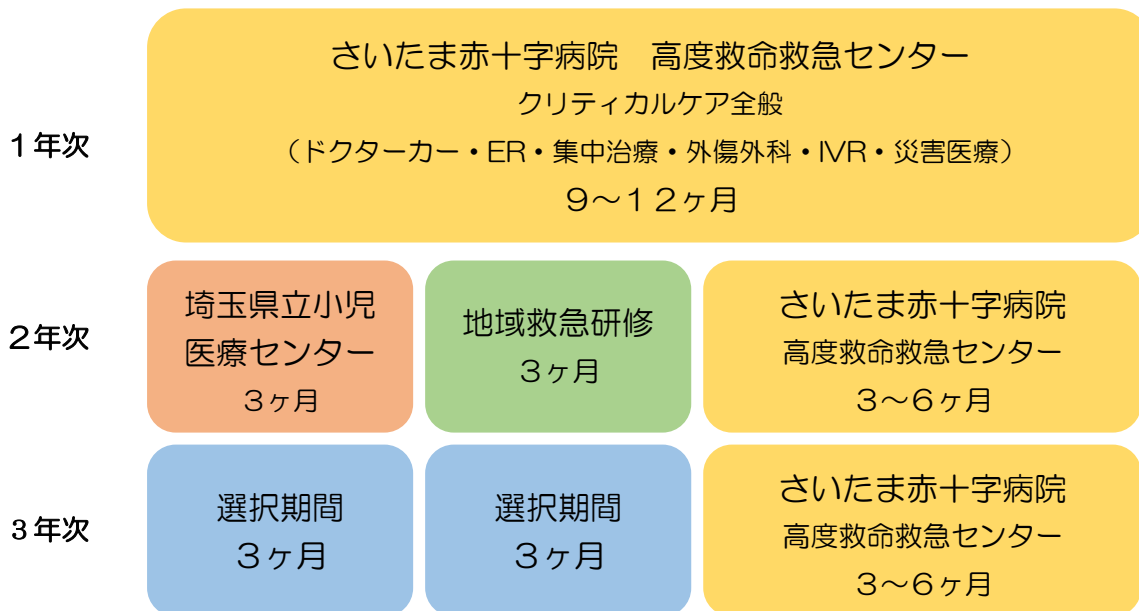 1年次
さいたま赤十字病院　高度救命救急センター
クリティカルケア全般
（ドクターカー・ER・集中治療・外傷外科・IVR・災害医療）
９～１２ヶ月
2年次
埼玉県立小児
医療センター
３ヶ月
地域救急研修
３ヶ月
さいたま赤十字病院
高度救命救急センター
３～６ヶ月
3年次
選択期間
３ヶ月
選択期間
３ヶ月
さいたま赤十字病院
高度救命救急センター
３～６ヶ月